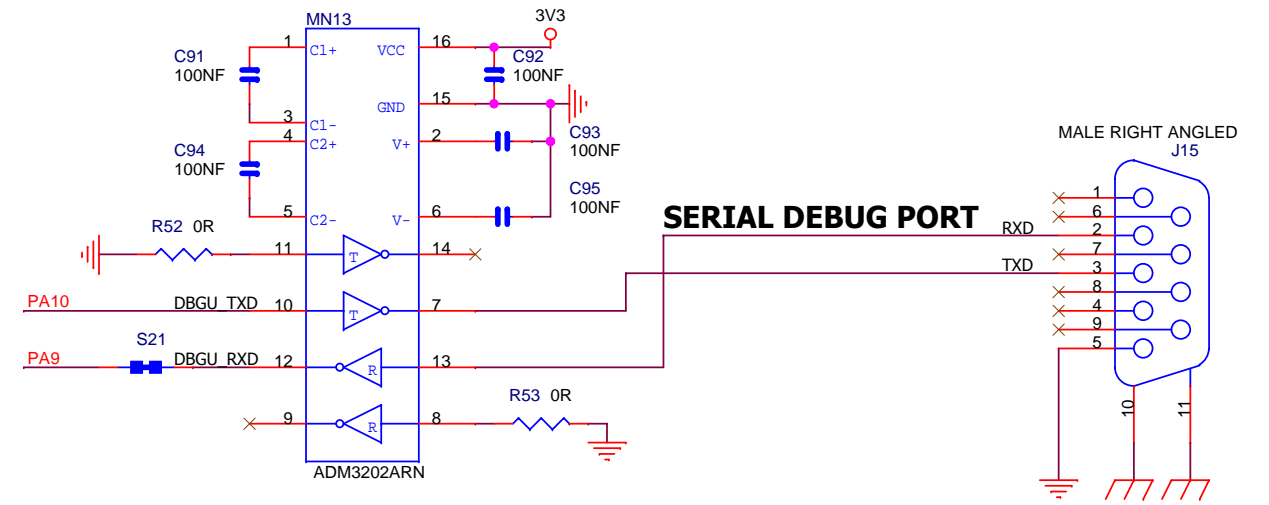 MN13
3V3
1 C1+ VCC 16
C91
100NF
C92
100NF
GND 15
3 C1-
4 C2+ V+ 2
C93
100NF
C94
100NF
C95
100NF
5 C2- V- 6
R52 0R
11 T 14
PA10 DBGU_TXD 10 T 7
S21
PA9 DBGU_RXD 12 R 13
R53 0R
9 R 8
ADM3202ARN
SERIAL DEBUG PORT
MALE RIGHT ANGLED
J15
1
6
RXD 2
7
TXD 3
8
4
9
5
10 11